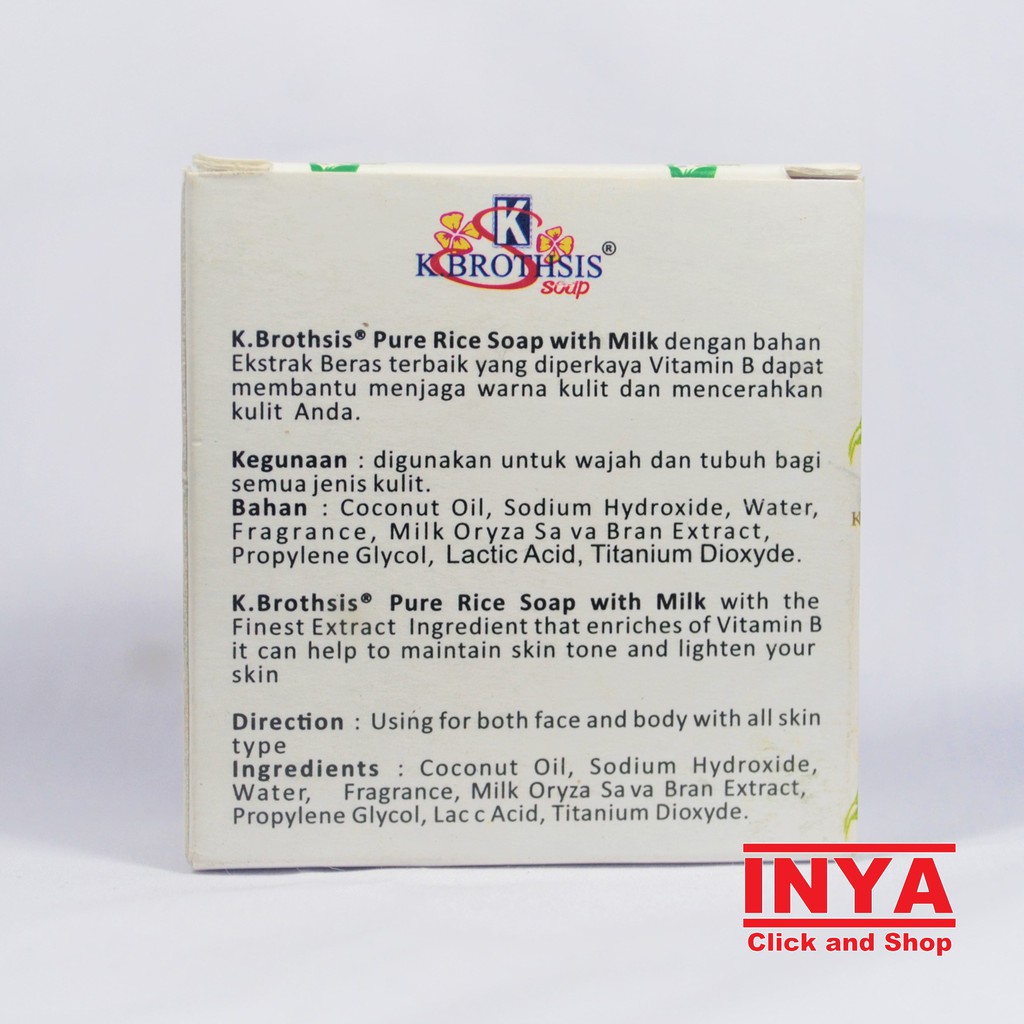 K
K.BROTHSIS®
soap
K.Brothsis® Pure Rice Soap with Milk dengan bahan
Ekstrak Beras terbaik yang diperkaya Vitamin B dapat
membantu menjaga warna kulit dan mencerahkan
kulit Anda.
Kegunaan : digunakan untuk wajah dan tubuh bagi
semua jenis kulit.
Bahan : Coconut Oil, Sodium Hydroxide, Water,
Fragrance, Milk Oryza Sa va Bran Extract,
Propylene Glycol, Lactic Acid, Titanium Dioxyde.
K.Brothsis® Pure Rice Soap with Milk with the
Finest Extract Ingredient that enriches of Vitamin B
it can help to maintain skin tone and lighten your
skin
Direction : Using for both face and body with all skin
type
Ingredients : Coconut Oil, Sodium Hydroxide,
Water, Fragrance, Milk Oryza Sa va Bran Extract,
Propylene Glycol, Lac c Acid, Titanium Dioxyde.
INYA
Click and Shop